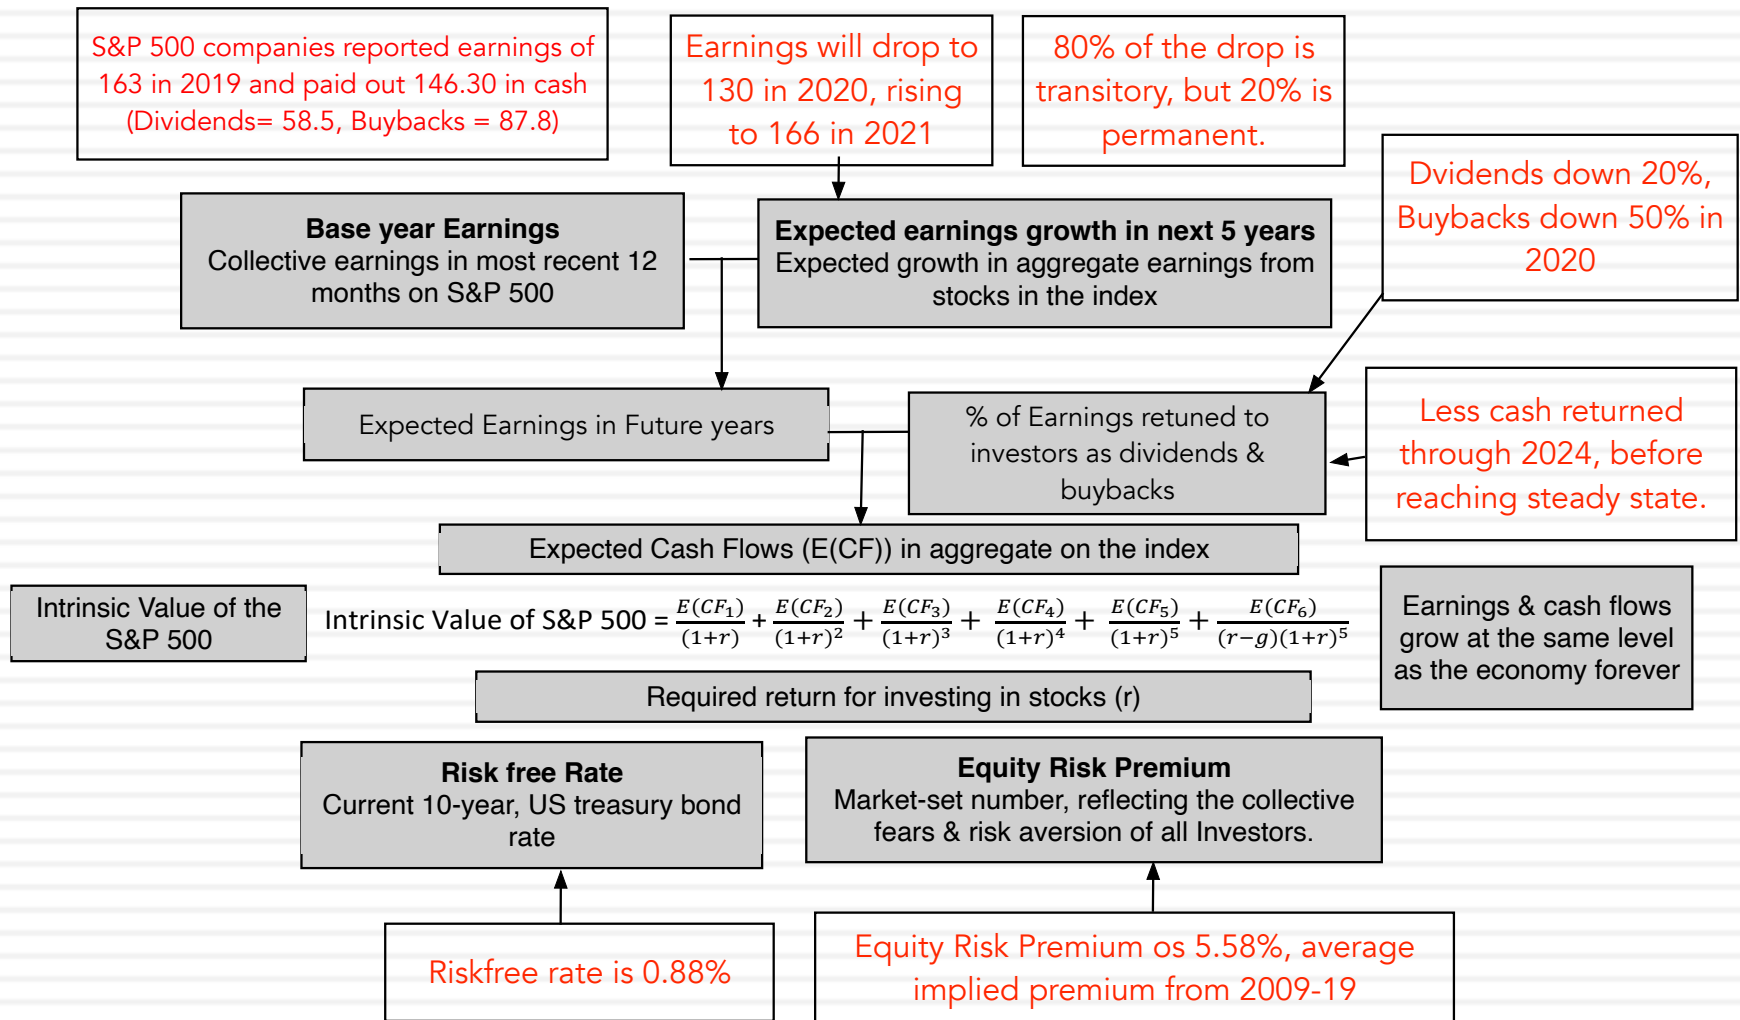 S&P 500 companies reported earnings of
163 in 2019 and paid out 146.30 in cash
(Dividends= 58.5, Buybacks = 87.8)
Earnings will drop to
130 in 2020, rising
to 166 in 2021
80% of the drop is
transitory, but 20% is
permanent.
Dvidends down 20%,
Buybacks down 50% in
2020
Base year Earnings
Collective earnings in most recent 12
months on S&P 500
Expected earnings growth in next 5 years
Expected growth in aggregate earnings from
stocks in the index
Expected Earnings in Future years
% of Earnings retuned to
investors as dividends &
buybacks
Less cash returned
through 2024, before
reaching steady state.
Expected Cash Flows (E(CF)) in aggregate on the index
Intrinsic Value of the
S&P 500
Intrinsic Value of S&P 500 = E(CF₁)/(1+r) + E(CF₂)/(1+r)² + E(CF₃)/(1+r)³ + E(CF₄)/(1+r)⁴ + E(CF₅)/(1+r)⁵ + E(CF₆)/(r−g)(1+r)⁵
Earnings & cash flows
grow at the same level
as the economy forever
Required return for investing in stocks (r)
Risk free Rate
Current 10-year, US treasury bond
rate
Equity Risk Premium
Market-set number, reflecting the collective
fears & risk aversion of all Investors.
Riskfree rate is 0.88%
Equity Risk Premium os 5.58%, average
implied premium from 2009-19